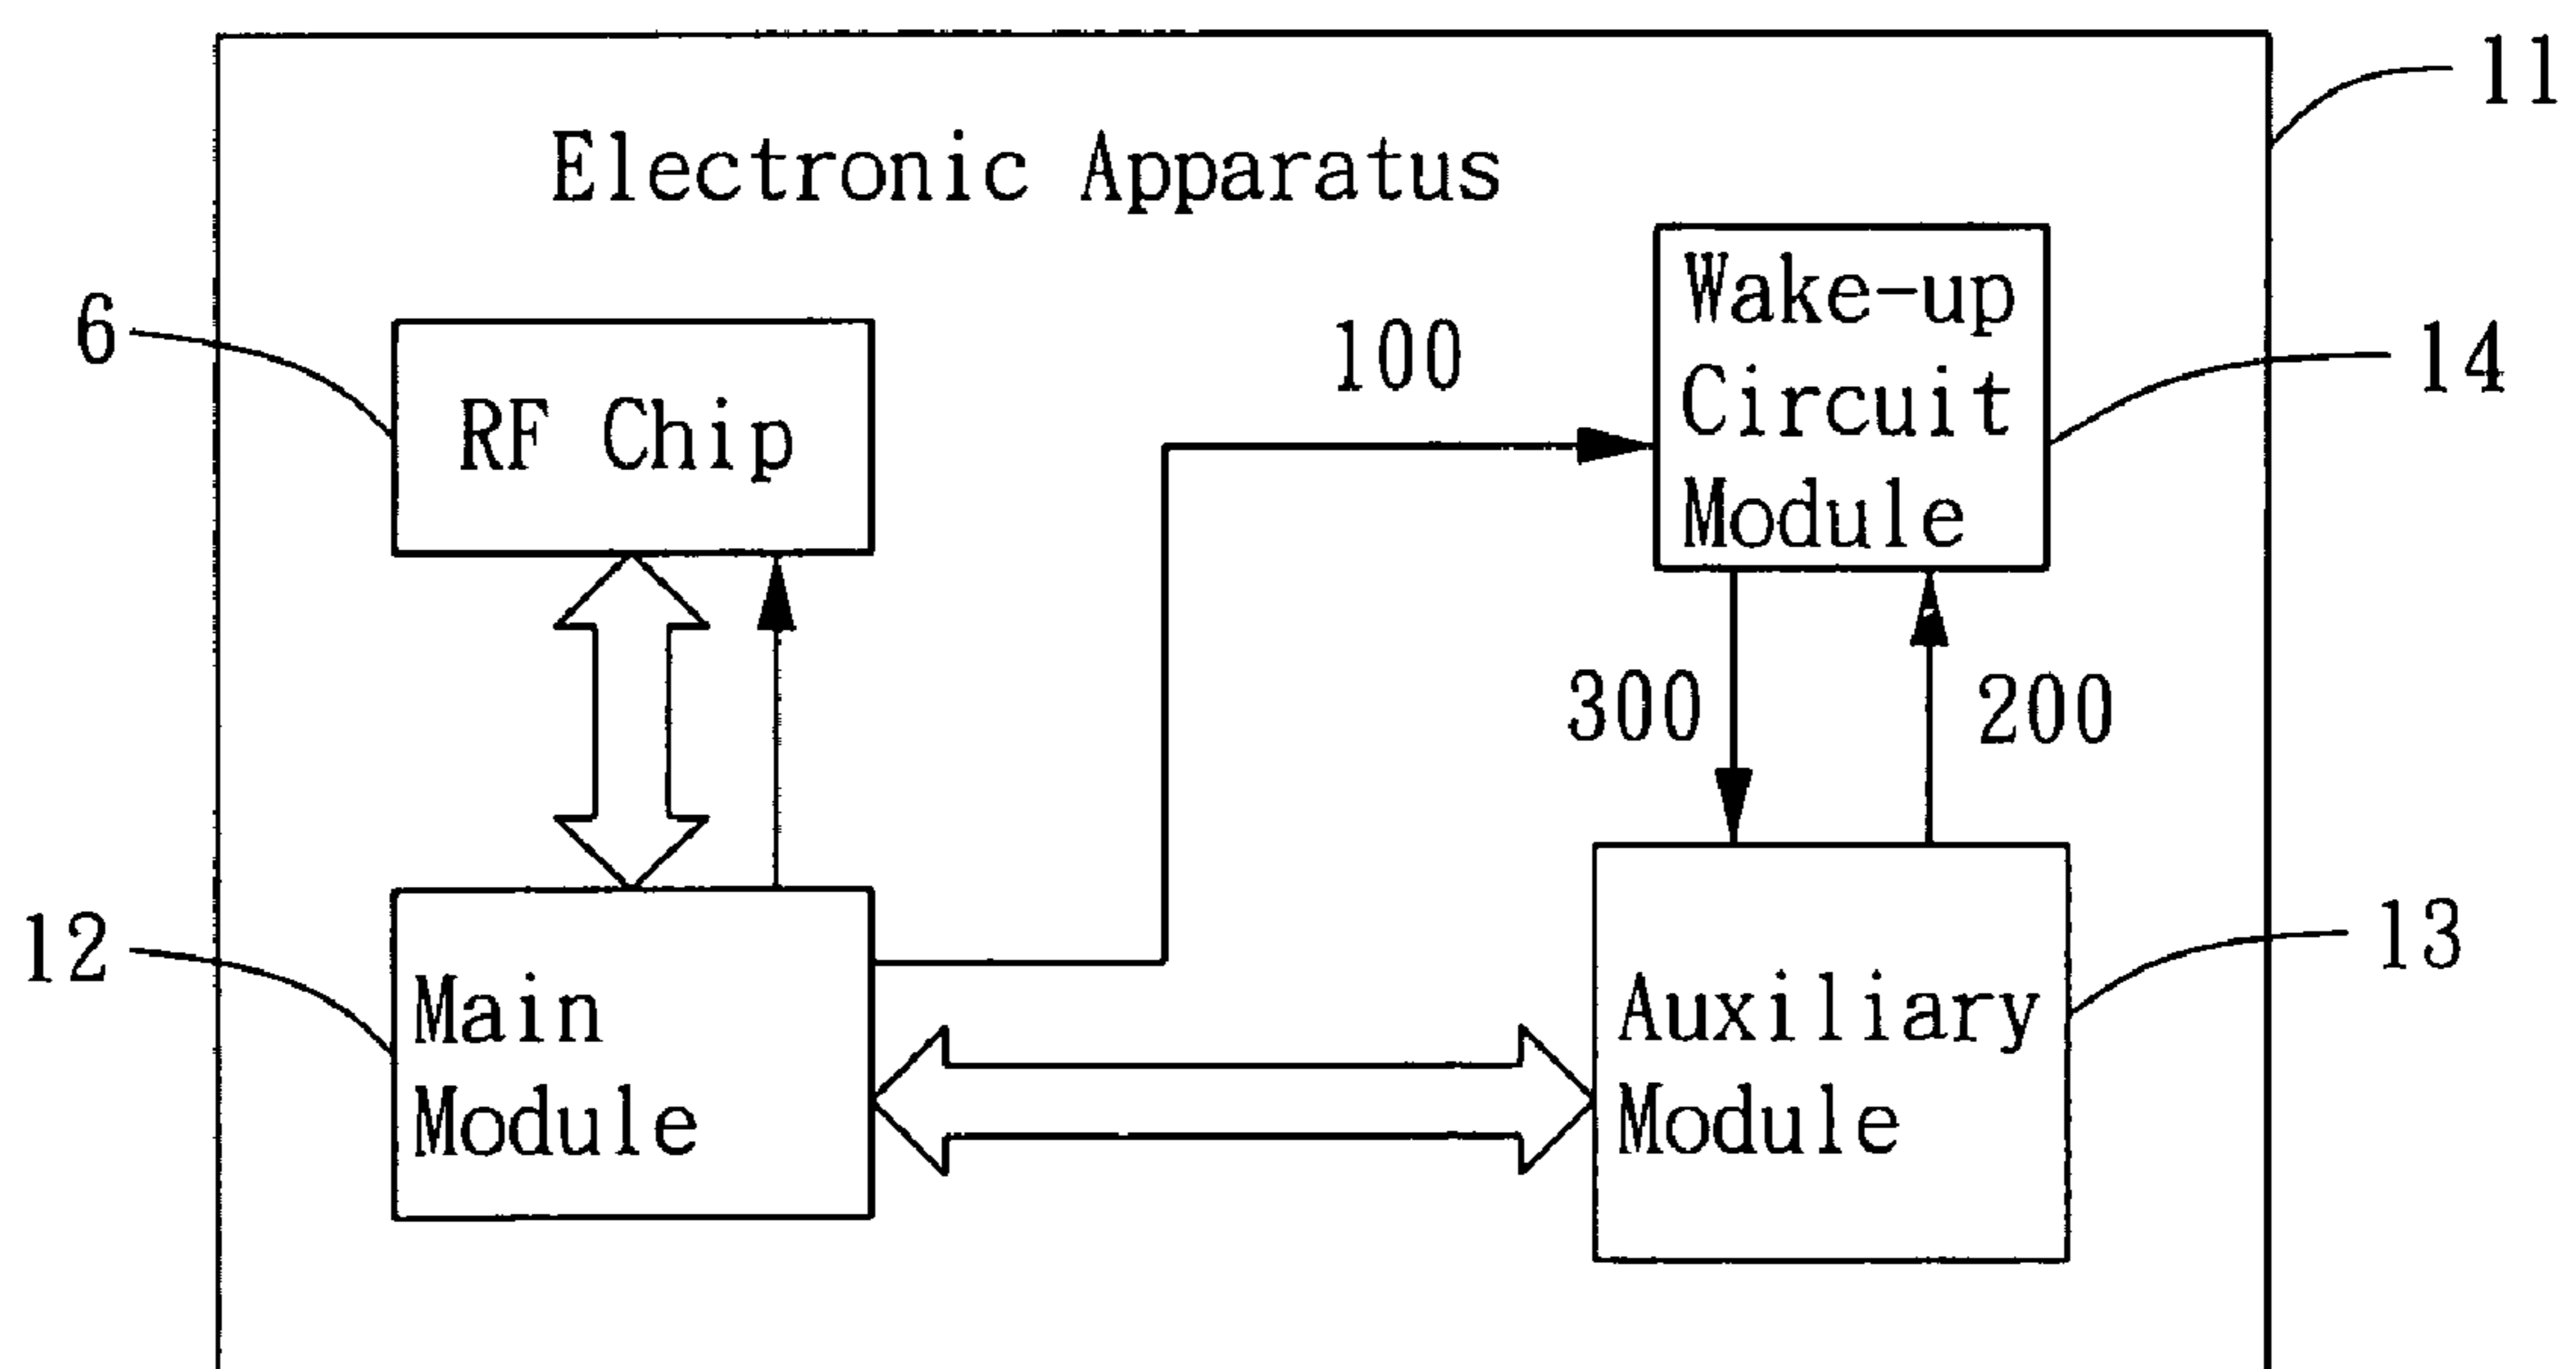 11
Electronic Apparatus
6
RF Chip
100
Wake-up
Circuit
Module
14
300
200
12
Main
Module
Auxiliary
Module
13